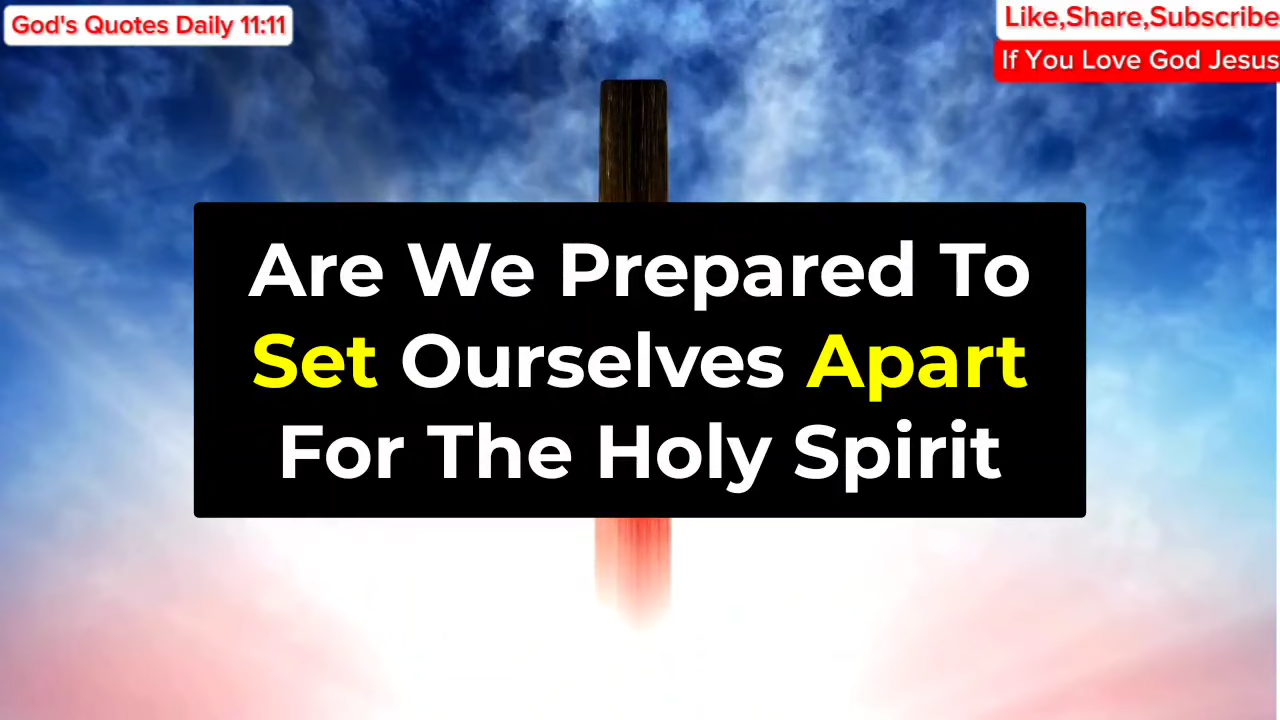 God's Quotes Daily 11:11
Like,Share,Subscribe
If You Love God Jesus
Are We Prepared To
Set Ourselves Apart
For The Holy Spirit